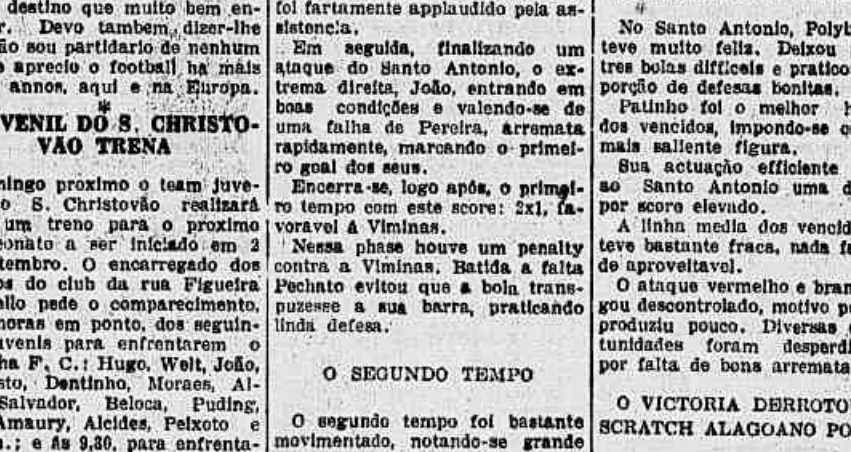 destino que muito bem en-
Devo tambem dizer-lhe
sou partidario de nenhum
aprecio o football ha mais
annos, aqui e na Europa.
*
VENIL DO S. CHRISTO-
VÃO TRENA
mingo proximo o team juve-
S. Christovão realizará
um treno para o proximo
eonato a ser iniciado em 2
tembro. O encarregado dos
do club da rua Figueira
ello pede o comparecimento,
horas em ponto, dos seguin-
uvenis para enfrentarem o
F. C.: Hugo, Welt, João,
Dentinho, Moraes, Al-
Salvador, Beloca, Puding,
Amaury, Alcides, Peixoto e
e ás 9,30, para enfrenta-
foi fartamente applaudido pela as-
sistencia.
Em seguida, finalizando um
ataque do Santo Antonio, o ex-
trema direita, João, entrando em
boas condições e valendo-se de
uma falha de Pereira, arremata
rapidamente, marcando o primei-
ro goal dos seus.
Encerra-se, logo após, o primei-
ro tempo com este score: 2x1, fa-
voravel á Viminas.
Nessa phase houve um penalty
contra a Viminas. Batida a falta
Pechato evitou que a bola trans-
puzesse a sua barra, praticando
linda defesa.
O SEGUNDO TEMPO
O segundo tempo foi bastante
movimentado, notando-se grande
No Santo Antonio, Polyb
teve muito feliz. Deixou
tres bolas difficeis e pratico
porção de defesas bonitas.
Patinho foi o melhor h
dos vencidos, impondo-se c
mais saliente figura.
Sua actuação efficiente
ao Santo Antonio uma d
por score elevado.
A linha media dos vencid
teve bastante fraca, nada f
de aproveitavel.
O ataque vermelho e bran
gou descontrolado, motivo p
produziu pouco. Diversas
tunidades foram desperdi
por falta de bons arremata
O VICTORIA DERROTO
SCRATCH ALAGOANO PO